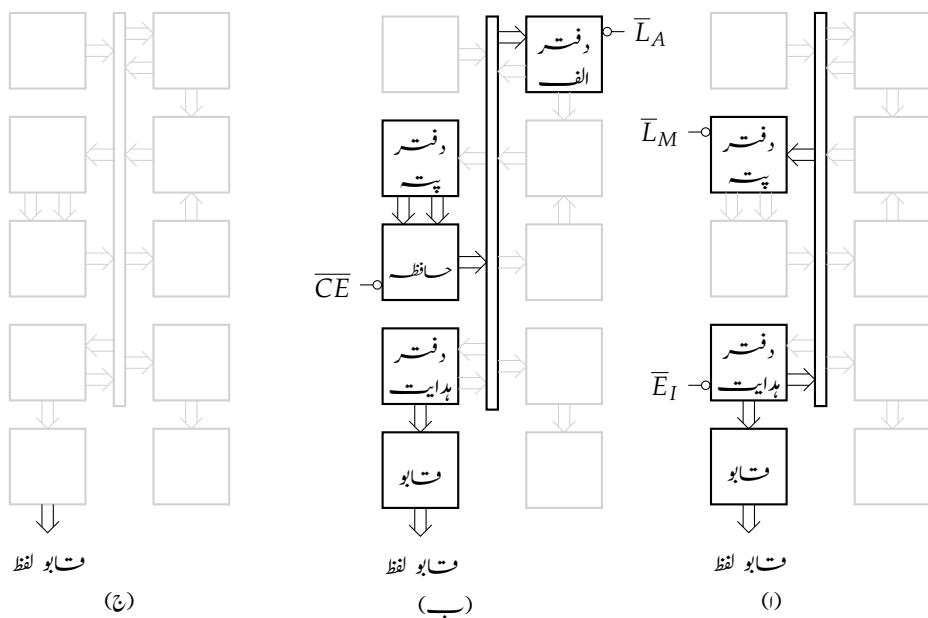 دفتر
الف
L̅_A
دفتر
پتہ
حافظہ
C̅E̅
دفتر
ہدایت
قابو
قابو لفظ
(ب)
L̅_M
دفتر
پتہ
E̅_I
دفتر
ہدایت
قابو
قابو لفظ
(ا)
قابو لفظ
(ج)